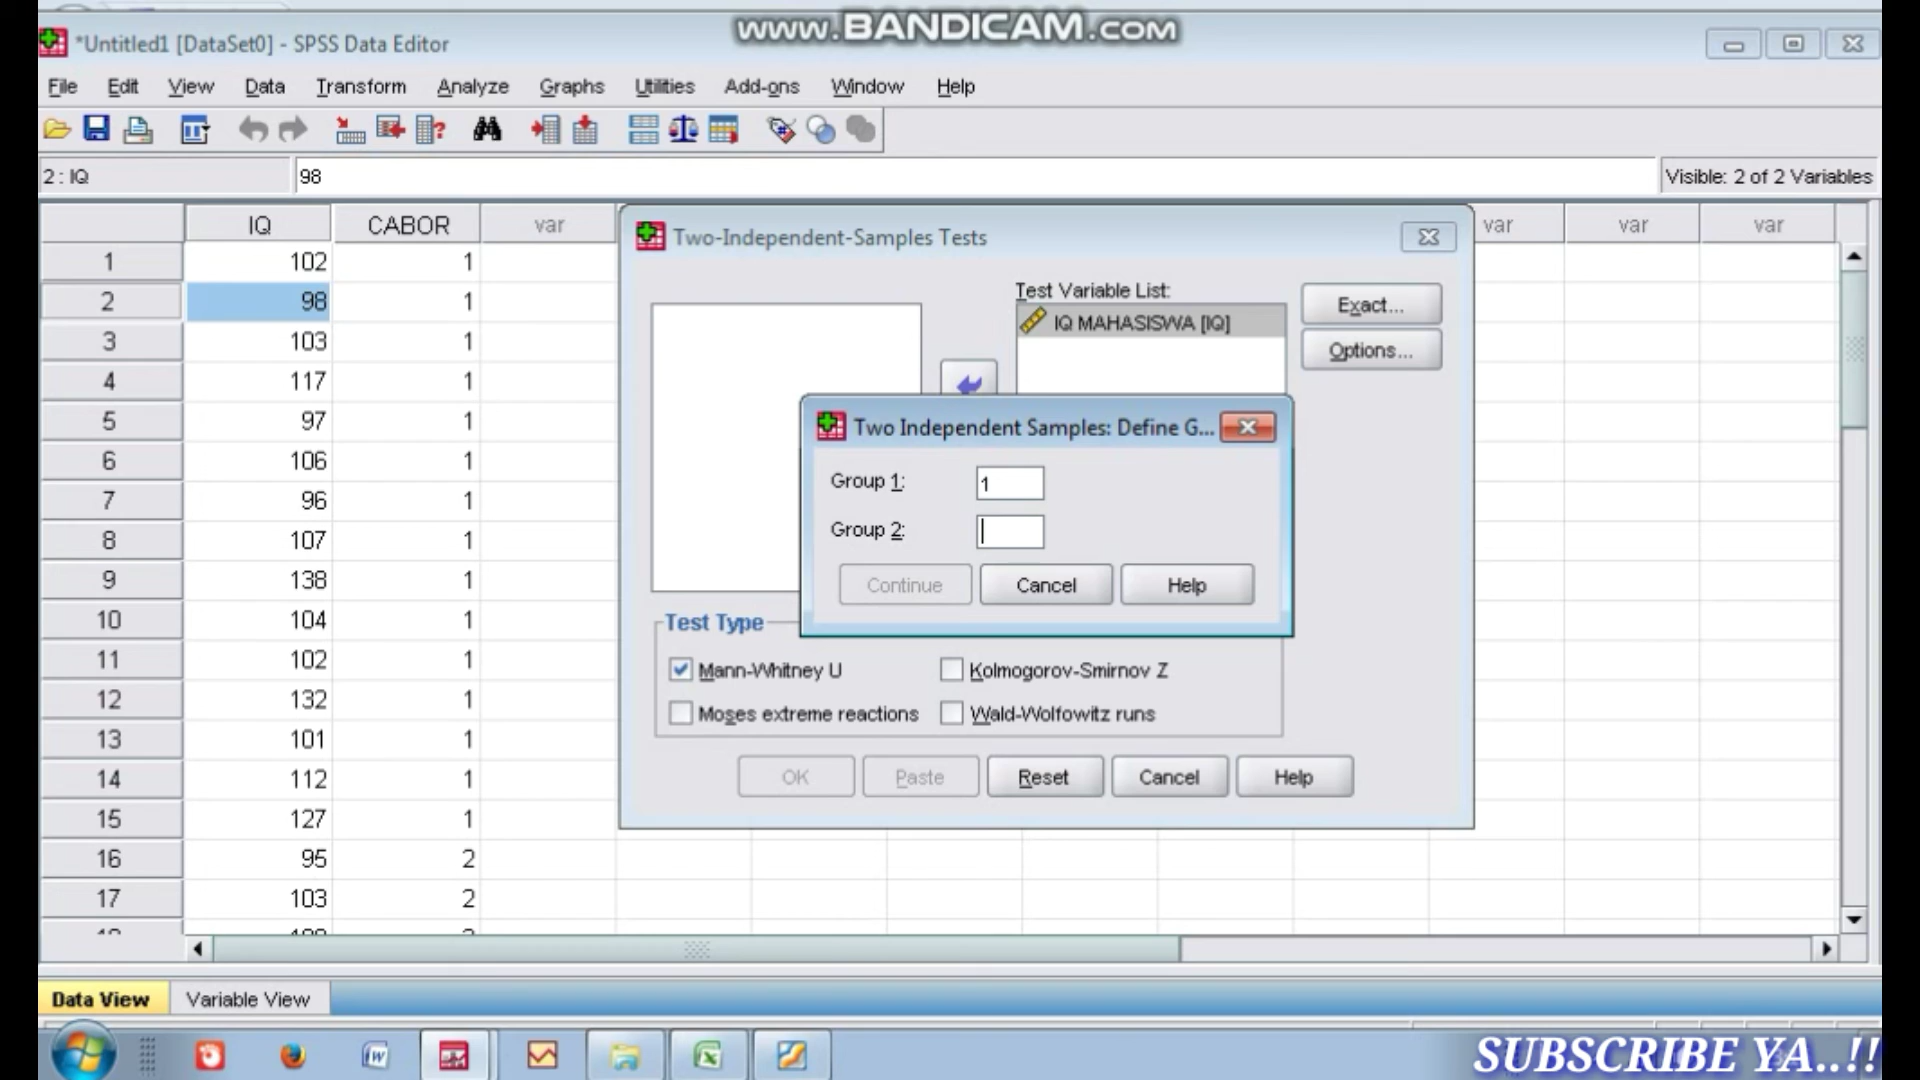 www.BANDICAM.com
*Untitled1 [DataSet0] - SPSS Data Editor
File Edit View Data Transform Analyze Graphs Utilities Add-ons Window Help
2 : IQ 98 Visible: 2 of 2 Variables
IQ CABOR var var var var
1 102 1
2 98 1
3 103 1
4 117 1
5 97 1
6 106 1
7 96 1
8 107 1
9 138 1
10 104 1
11 102 1
12 132 1
13 101 1
14 112 1
15 127 1
16 95 2
17 103 2
Two-Independent-Samples Tests
Test Variable List:
IQ MAHASISWA [IQ]
Exact...
Options...
Two Independent Samples: Define G...
Group 1: 1
Group 2:
Continue Cancel Help
Test Type
Mann-Whitney U Kolmogorov-Smirnov Z
Moses extreme reactions Wald-Wolfowitz runs
OK Paste Reset Cancel Help
Data View Variable View
SUBSCRIBE YA..!!